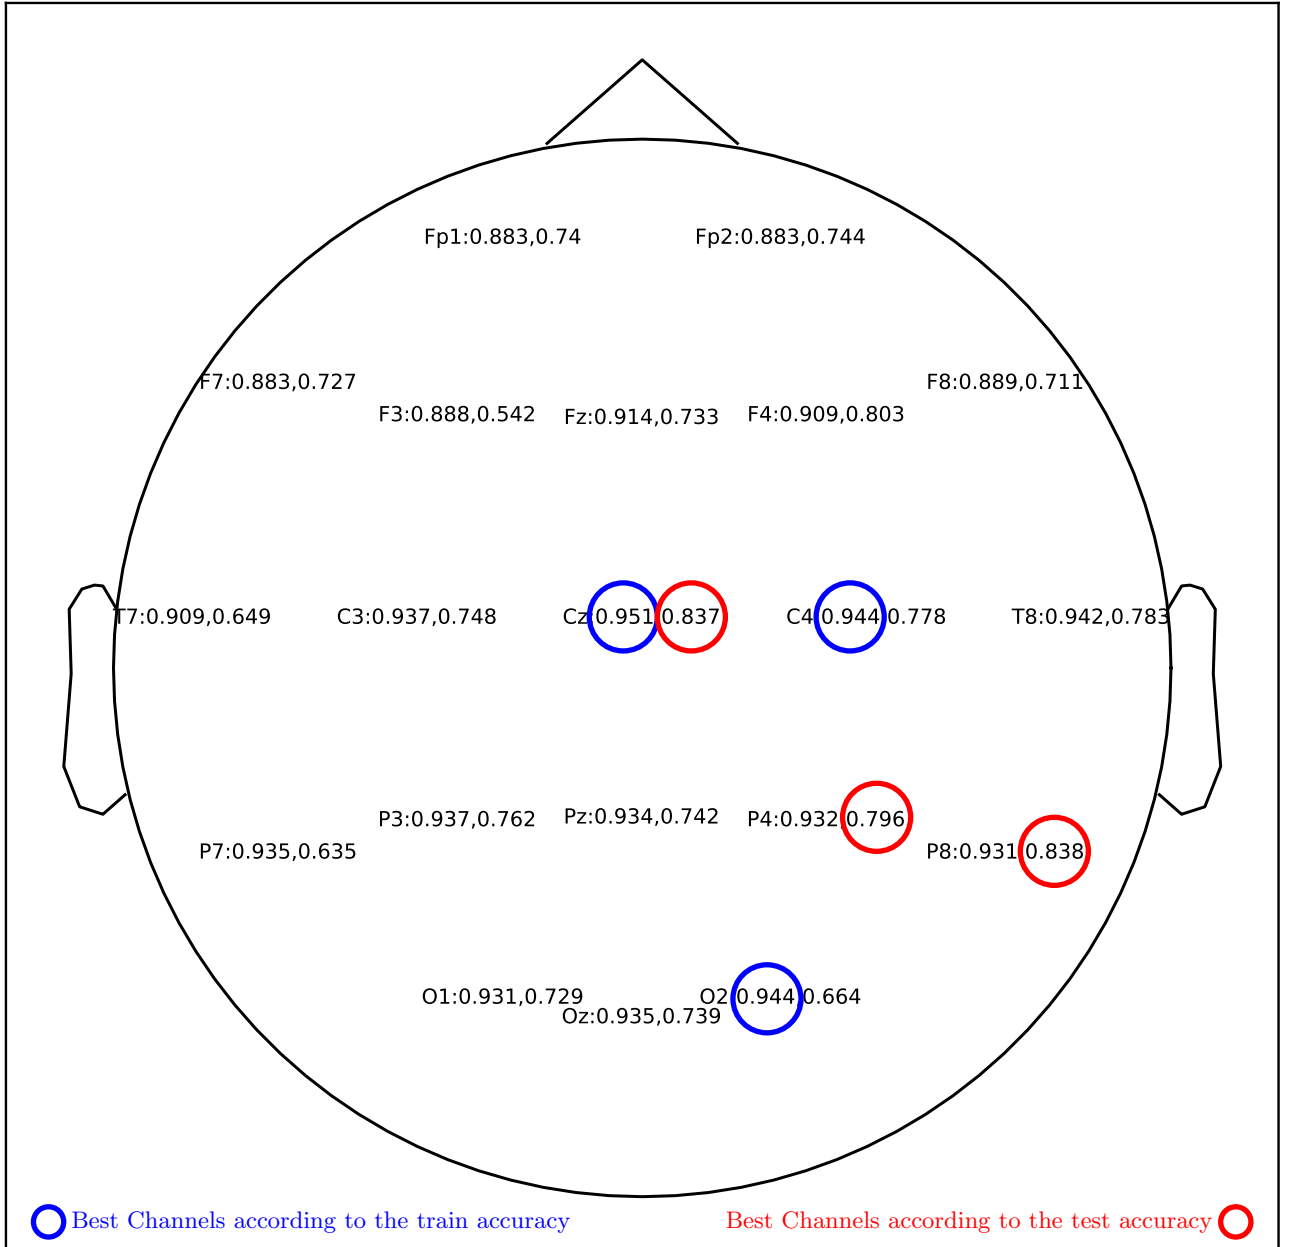 Fp1:0.883,0.74 Fp2:0.883,0.744
F7:0.883,0.727 F8:0.889,0.711
F3:0.888,0.542 Fz:0.914,0.733 F4:0.909,0.803
T7:0.909,0.649 C3:0.937,0.748 Cz:0.951,0.837 C4:0.944,0.778 T8:0.942,0.783
P3:0.937,0.762 Pz:0.934,0.742 P4:0.932,0.796
P7:0.935,0.635 P8:0.931,0.838
O1:0.931,0.729 O2:0.944,0.664
Oz:0.935,0.739
Best Channels according to the train accuracy Best Channels according to the test accuracy